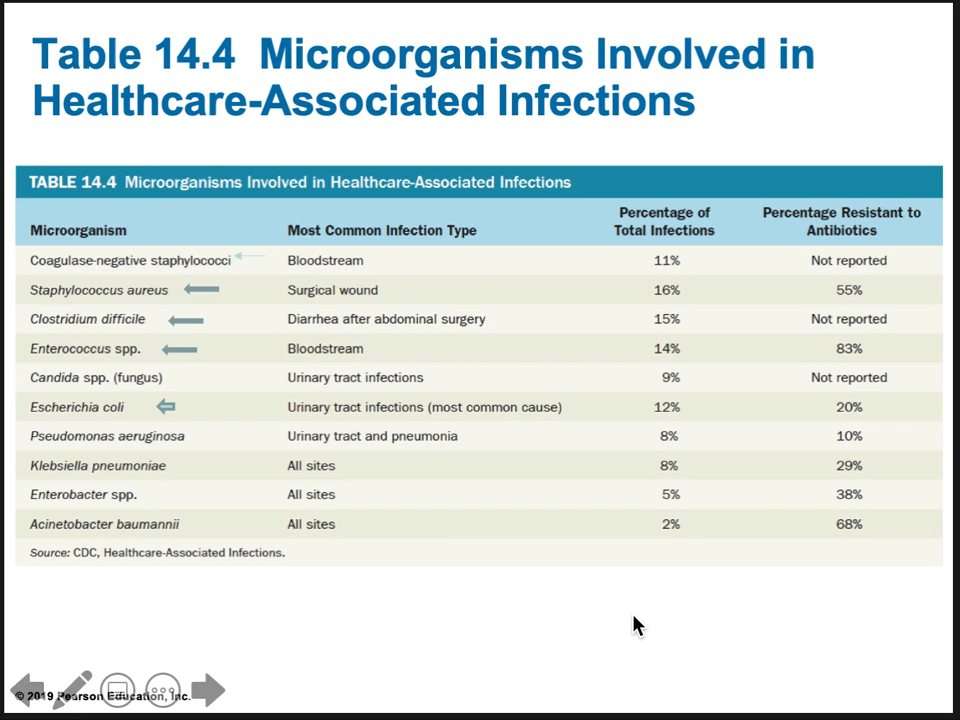 Table 14.4 Microorganisms Involved in
Healthcare-Associated Infections
TABLE 14.4 Microorganisms Involved in Healthcare-Associated Infections
Microorganism Most Common Infection Type Percentage of Total Infections Percentage Resistant to Antibiotics
Coagulase-negative staphylococci Bloodstream 11% Not reported
Staphylococcus aureus Surgical wound 16% 55%
Clostridium difficile Diarrhea after abdominal surgery 15% Not reported
Enterococcus spp. Bloodstream 14% 83%
Candida spp. (fungus) Urinary tract infections 9% Not reported
Escherichia coli Urinary tract infections (most common cause) 12% 20%
Pseudomonas aeruginosa Urinary tract and pneumonia 8% 10%
Klebsiella pneumoniae All sites 8% 29%
Enterobacter spp. All sites 5% 38%
Acinetobacter baumannii All sites 2% 68%
Source: CDC, Healthcare-Associated Infections.
© 2019 Pearson Education, Inc.